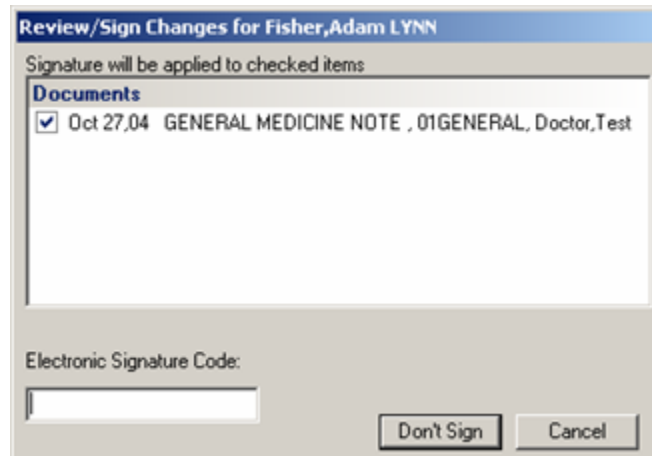 Review/Sign Changes for Fisher,Adam LYNN
Signature will be applied to checked items
Documents
Oct 27,04 GENERAL MEDICINE NOTE , 01GENERAL, Doctor,Test
Electronic Signature Code:
Don't Sign Cancel